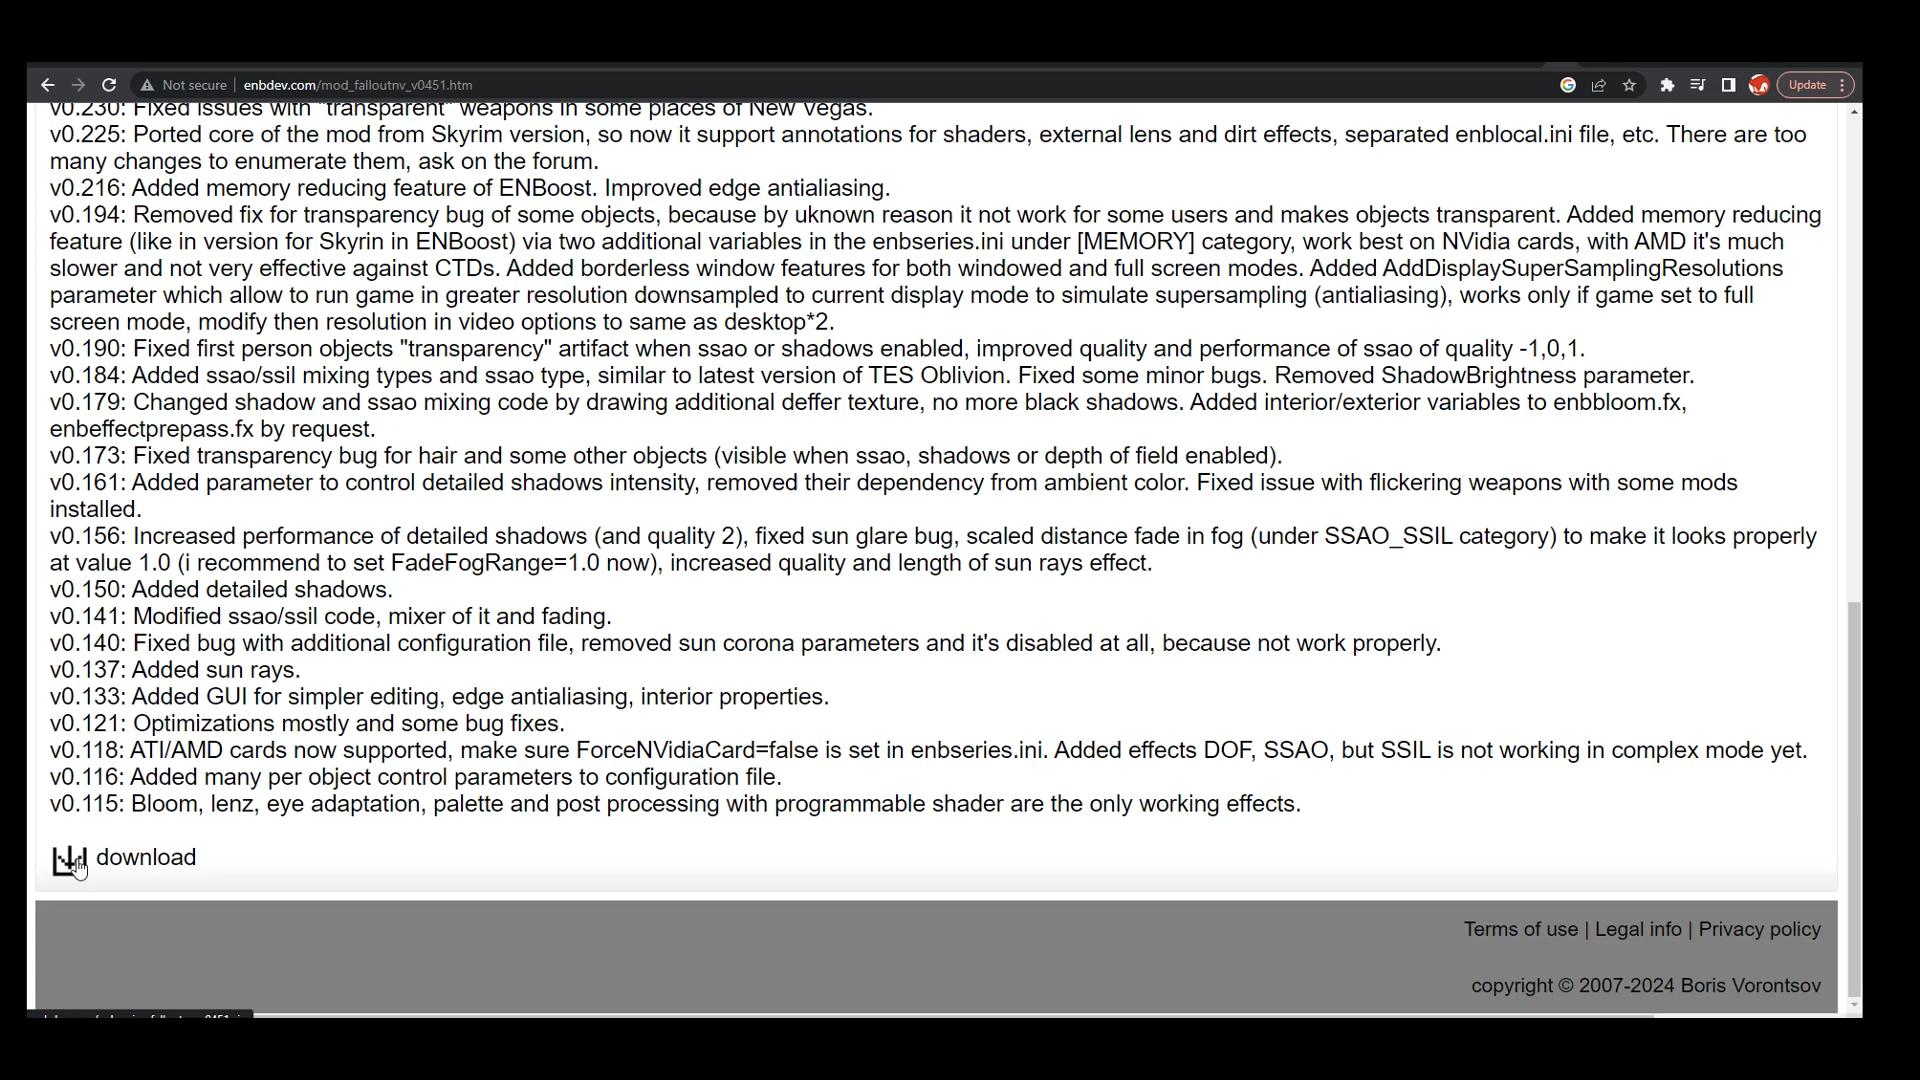 Not secure | enbdev.com/mod_falloutnv_v0451.htm
Update
v0.230: Fixed issues with "transparent" weapons in some places of New Vegas.
v0.225: Ported core of the mod from Skyrim version, so now it support annotations for shaders, external lens and dirt effects, separated enblocal.ini file, etc. There are too
many changes to enumerate them, ask on the forum.
v0.216: Added memory reducing feature of ENBoost. Improved edge antialiasing.
v0.194: Removed fix for transparency bug of some objects, because by uknown reason it not work for some users and makes objects transparent. Added memory reducing
feature (like in version for Skyrin in ENBoost) via two additional variables in the enbseries.ini under [MEMORY] category, work best on NVidia cards, with AMD it's much
slower and not very effective against CTDs. Added borderless window features for both windowed and full screen modes. Added AddDisplaySuperSamplingResolutions
parameter which allow to run game in greater resolution downsampled to current display mode to simulate supersampling (antialiasing), works only if game set to full
screen mode, modify then resolution in video options to same as desktop*2.
v0.190: Fixed first person objects "transparency" artifact when ssao or shadows enabled, improved quality and performance of ssao of quality -1,0,1.
v0.184: Added ssao/ssil mixing types and ssao type, similar to latest version of TES Oblivion. Fixed some minor bugs. Removed ShadowBrightness parameter.
v0.179: Changed shadow and ssao mixing code by drawing additional deffer texture, no more black shadows. Added interior/exterior variables to enbbloom.fx,
enbeffectprepass.fx by request.
v0.173: Fixed transparency bug for hair and some other objects (visible when ssao, shadows or depth of field enabled).
v0.161: Added parameter to control detailed shadows intensity, removed their dependency from ambient color. Fixed issue with flickering weapons with some mods
installed.
v0.156: Increased performance of detailed shadows (and quality 2), fixed sun glare bug, scaled distance fade in fog (under SSAO_SSIL category) to make it looks properly
at value 1.0 (i recommend to set FadeFogRange=1.0 now), increased quality and length of sun rays effect.
v0.150: Added detailed shadows.
v0.141: Modified ssao/ssil code, mixer of it and fading.
v0.140: Fixed bug with additional configuration file, removed sun corona parameters and it's disabled at all, because not work properly.
v0.137: Added sun rays.
v0.133: Added GUI for simpler editing, edge antialiasing, interior properties.
v0.121: Optimizations mostly and some bug fixes.
v0.118: ATI/AMD cards now supported, make sure ForceNVidiaCard=false is set in enbseries.ini. Added effects DOF, SSAO, but SSIL is not working in complex mode yet.
v0.116: Added many per object control parameters to configuration file.
v0.115: Bloom, lenz, eye adaptation, palette and post processing with programmable shader are the only working effects.
download
Terms of use | Legal info | Privacy policy
copyright © 2007-2024 Boris Vorontsov